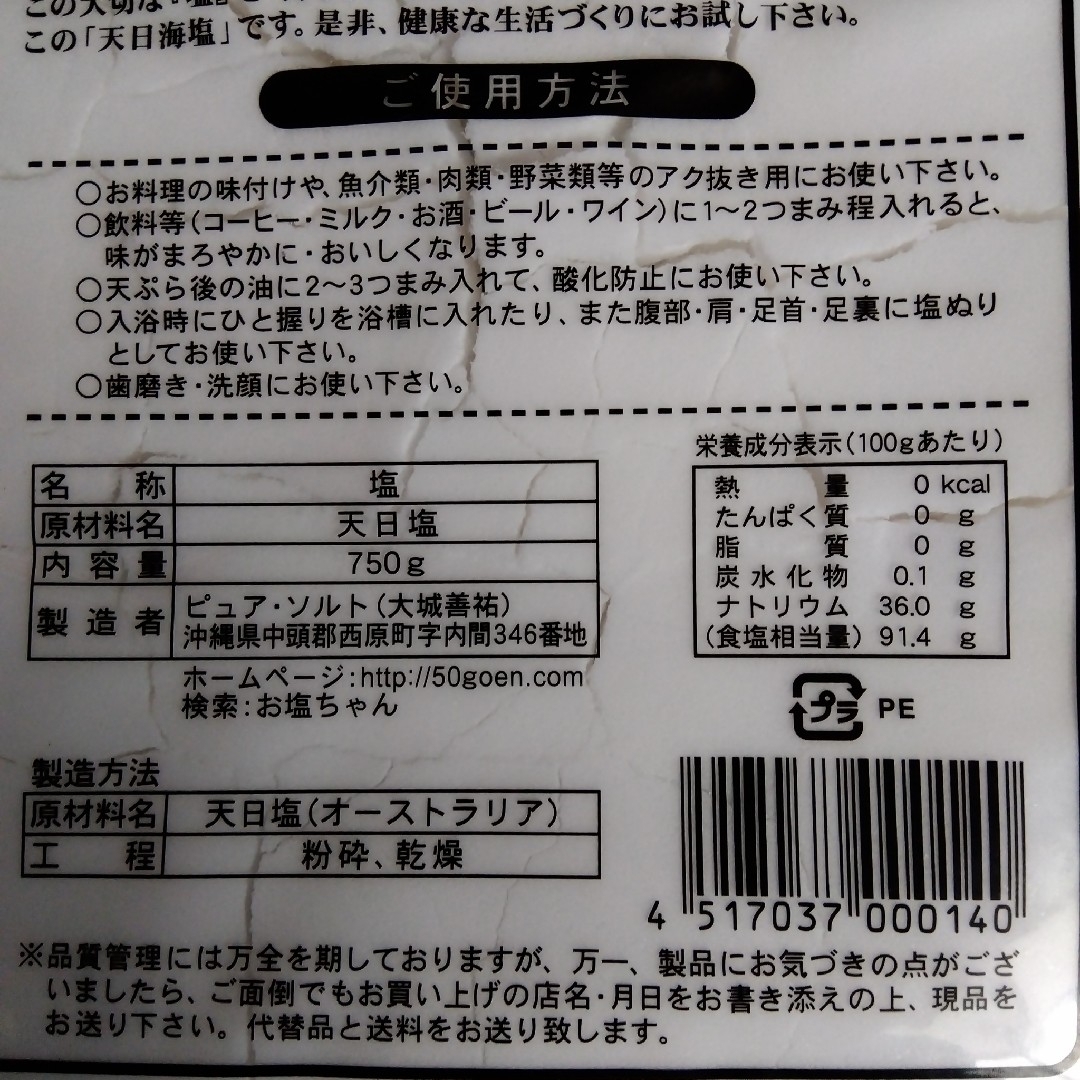 この「天日海塩」です。是非、健康な生活づくりにお試し下さい。
ご使用方法
○お料理の味付けや、魚介類・肉類・野菜類等のアク抜き用にお使い下さい。
○飲料等(コーヒー・ミルク・お酒・ビール・ワイン)に1〜2つまみ程入れると、
味がまろやかに・おいしくなります。
○天ぷら後の油に2〜3つまみ入れて、酸化防止にお使い下さい。
○入浴時にひと握りを浴槽に入れたり、また腹部・肩・足首・足裏に塩ぬり
としてお使い下さい。
○歯磨き・洗顔にお使い下さい。
名称 塩
原材料名 天日塩
内容量 750g
製造者 ピュア・ソルト(大城善祐)
沖縄県中頭郡西原町字内間346番地
ホームページ:http://50goen.com
検索:お塩ちゃん
栄養成分表示(100gあたり)
熱量 0 kcal
たんぱく質 0 g
脂質 0 g
炭水化物 0.1 g
ナトリウム 36.0 g
(食塩相当量) 91.4 g
プラ PE
製造方法
原材料名 天日塩(オーストラリア)
工程 粉砕、乾燥
4 517037 000140
※品質管理には万全を期しておりますが、万一、製品にお気づきの点がござ
いましたら、ご面倒でもお買い上げの店名・月日をお書き添えの上、現品を
お送り下さい。代替品と送料をお送り致します。